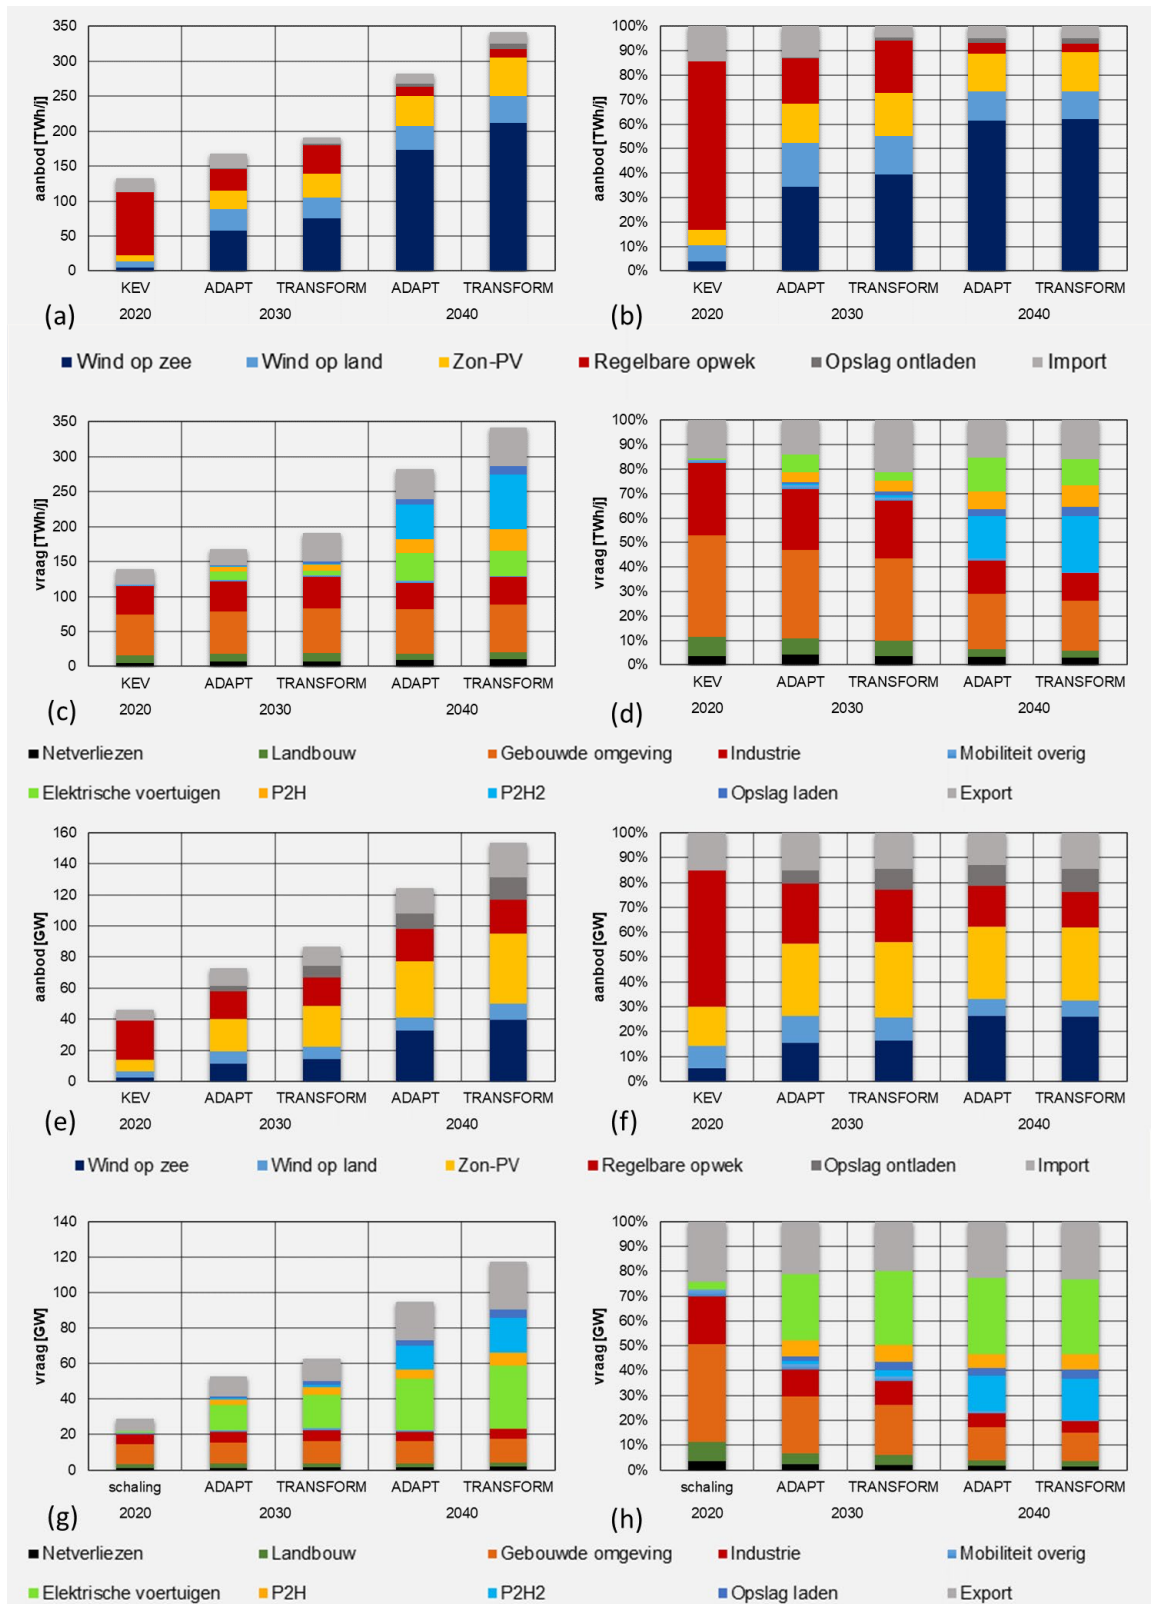 350
300
250
200
150
100
50
0
aanbod [TWh/j]
KEV ADAPT TRANSFORM ADAPT TRANSFORM
2020 2030 2040
(a)
100%
90%
80%
70%
60%
50%
40%
30%
20%
10%
0%
aanbod [TWh/j]
KEV ADAPT TRANSFORM ADAPT TRANSFORM
2020 2030 2040
(b)
Wind op zee Wind op land Zon-PV Regelbare opwek Opslag ontladen Import
350
300
250
200
150
100
50
0
vraag [TWh/j]
KEV ADAPT TRANSFORM ADAPT TRANSFORM
2020 2030 2040
(c)
100%
90%
80%
70%
60%
50%
40%
30%
20%
10%
0%
vraag [TWh/j]
KEV ADAPT TRANSFORM ADAPT TRANSFORM
2020 2030 2040
(d)
Netverliezen Landbouw Gebouwde omgeving Industrie Mobiliteit overig
Elektrische voertuigen P2H P2H2 Opslag laden Export
160
140
120
100
80
60
40
20
0
aanbod [GW]
KEV ADAPT TRANSFORM ADAPT TRANSFORM
2020 2030 2040
(e)
100%
90%
80%
70%
60%
50%
40%
30%
20%
10%
0%
aanbod [GW]
KEV ADAPT TRANSFORM ADAPT TRANSFORM
2020 2030 2040
(f)
Wind op zee Wind op land Zon-PV Regelbare opwek Opslag ontladen Import
140
120
100
80
60
40
20
0
vraag [GW]
schaling ADAPT TRANSFORM ADAPT TRANSFORM
2020 2030 2040
(g)
100%
90%
80%
70%
60%
50%
40%
30%
20%
10%
0%
vraag [GW]
schaling ADAPT TRANSFORM ADAPT TRANSFORM
2020 2030 2040
(h)
Netverliezen Landbouw Gebouwde omgeving Industrie Mobiliteit overig
Elektrische voertuigen P2H P2H2 Opslag laden Export